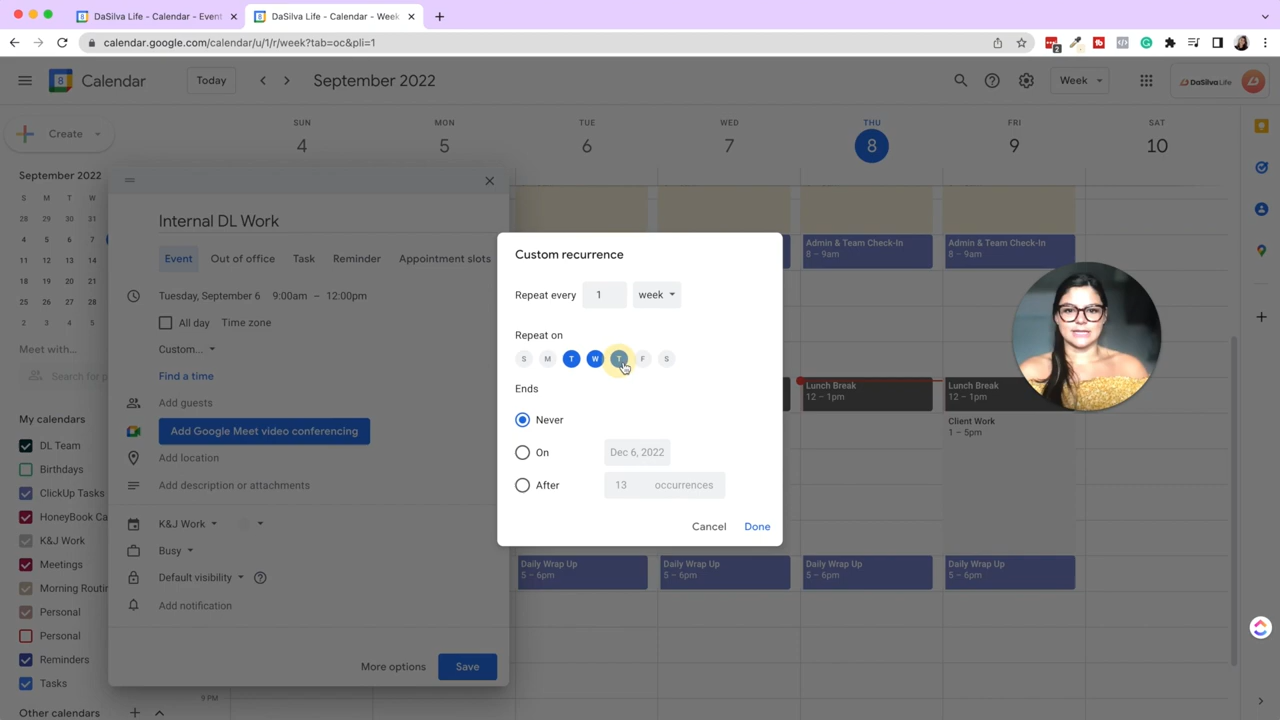 DaSilva Life - Calendar - Event
DaSilva Life - Calendar - Week
calendar.google.com/calendar/u/1/r/week?tab=oc&pli=1
2
8
Calendar
Today
September 2022
Week
DaSilva Life
Create
SUN
4
MON
5
TUE
6
WED
7
THU
8
FRI
9
SAT
10
September 2022
S M T W
28 29 30 31
4 5 6 7
11 12 13 14
18 19 20 21
25 26 27 28
2 3 4 5
Meet with...
Search for p
My calendars
DL Team
Birthdays
ClickUp Tasks
HoneyBook Ca
K&J Work
Meetings
Morning Routin
Personal
Personal
Reminders
Tasks
Other calendars
Internal DL Work
Event
Out of office
Task
Reminder
Appointment slots
Tuesday, September 6 9:00am – 12:00pm
All day
Time zone
Custom...
Find a time
Add guests
Add Google Meet video conferencing
Add location
Add description or attachments
K&J Work
Busy
Default visibility
Add notification
More options
Save
Custom recurrence
Repeat every
1
week
Repeat on
S M T W T F S
Ends
Never
On
Dec 6, 2022
After
13 occurrences
Cancel
Done
Admin & Team Check-In
8 – 9am
Admin & Team Check-In
8 – 9am
Lunch Break
12 – 1pm
Lunch Break
12 – 1pm
Client Work
1 – 5pm
Daily Wrap Up
5 – 6pm
Daily Wrap Up
5 – 6pm
Daily Wrap Up
5 – 6pm
Daily Wrap Up
5 – 6pm
9 PM